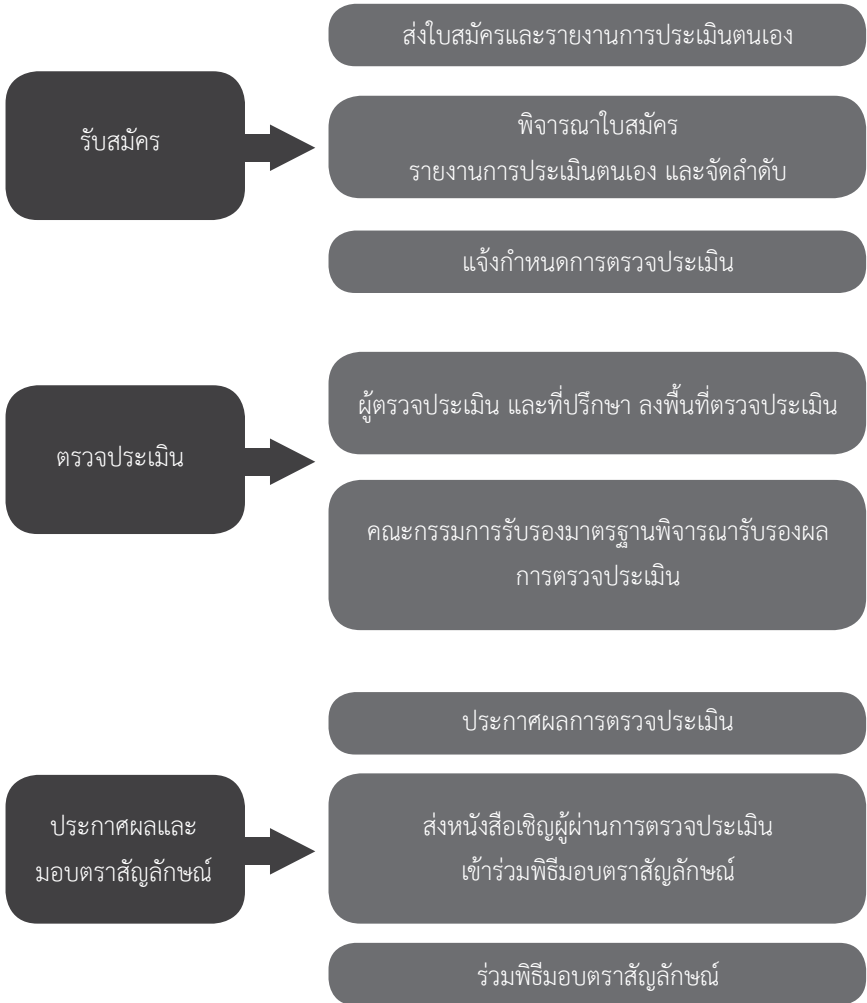 รับสมัคร
ส่งใบสมัครและรายงานการประเมินตนเอง
พิจารณาใบสมัคร
รายงานการประเมินตนเอง และจัดลำดับ
แจ้งกำหนดการตรวจประเมิน
ตรวจประเมิน
ผู้ตรวจประเมิน และที่ปรึกษา ลงพื้นที่ตรวจประเมิน
คณะกรรมการรับรองมาตรฐานพิจารณารับรองผล
การตรวจประเมิน
ประกาศผลและ
มอบตราสัญลักษณ์
ประกาศผลการตรวจประเมิน
ส่งหนังสือเชิญผู้ผ่านการตรวจประเมิน
เข้าร่วมพิธีมอบตราสัญลักษณ์
ร่วมพิธีมอบตราสัญลักษณ์